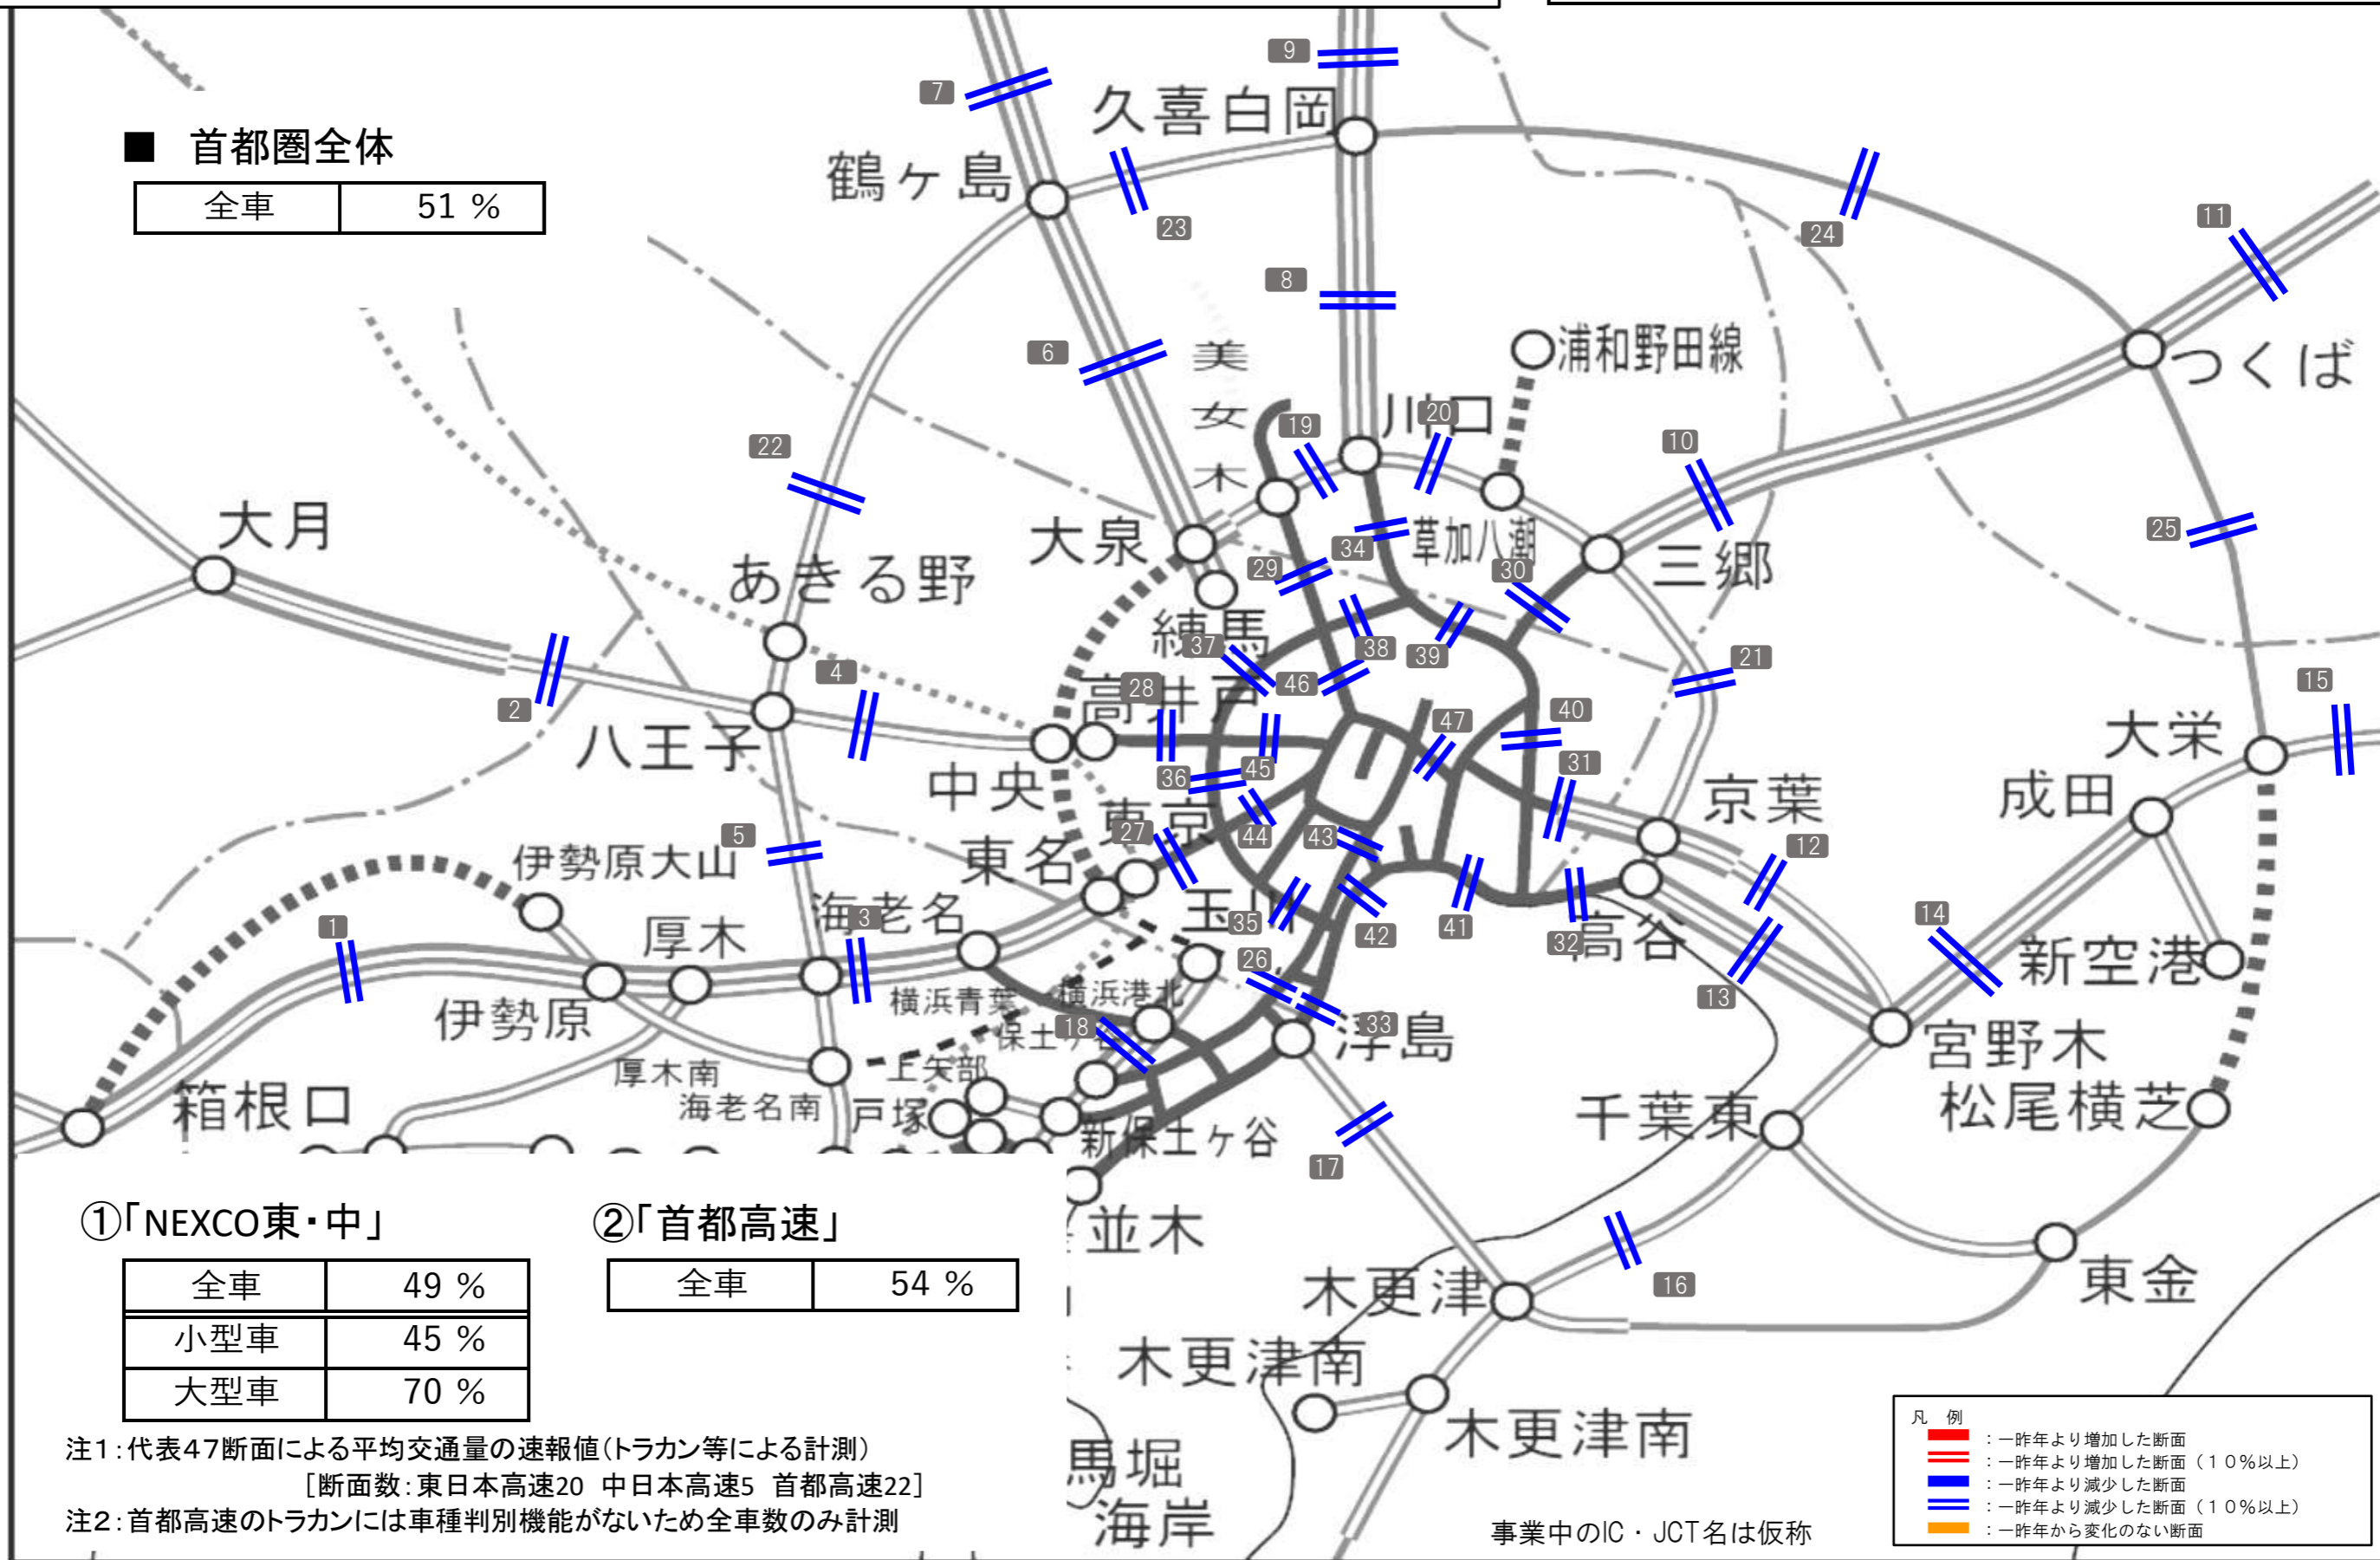 ■ 首都圏全体
全車 51 %
7
9
久喜白岡
鶴ヶ島
23
24
11
8
6
美女木
浦和野田線
つくば
川口
19
20
10
22
25
大月
大泉
草加八潮
34
29
30
三郷
あきる野
練馬
37
38
39
21
15
4
28
46
高井戸
2
47
40
八王子
大栄
36
45
31
中央
京葉
成田
東京
5
27
44
43
12
伊勢原大山
東名
海老名
3
玉川
1
厚木
35
42
41
32
高谷
14
新空港
26
伊勢原
横浜青葉
横浜港北
13
18
保土ヶ谷
33
浮島
宮野木
厚木南
上矢部
箱根口
海老名南
戸塚
千葉東
松尾横芝
新保土ヶ谷
17
並木
16
木更津
東金
木更津南
木更津南
馬堀
海岸
①「NEXCO東・中」
全車 49 %
小型車 45 %
大型車 70 %
②「首都高速」
全車 54 %
注1：代表47断面による平均交通量の速報値(トラカン等による計測)
［断面数：東日本高速20 中日本高速5 首都高速22］
注2：首都高速のトラカンには車種判別機能がないため全車数のみ計測
事業中のIC・JCT名は仮称
凡 例
：一昨年より増加した断面
：一昨年より増加した断面（１０％以上）
：一昨年より減少した断面
：一昨年より減少した断面（１０％以上）
：一昨年から変化のない断面